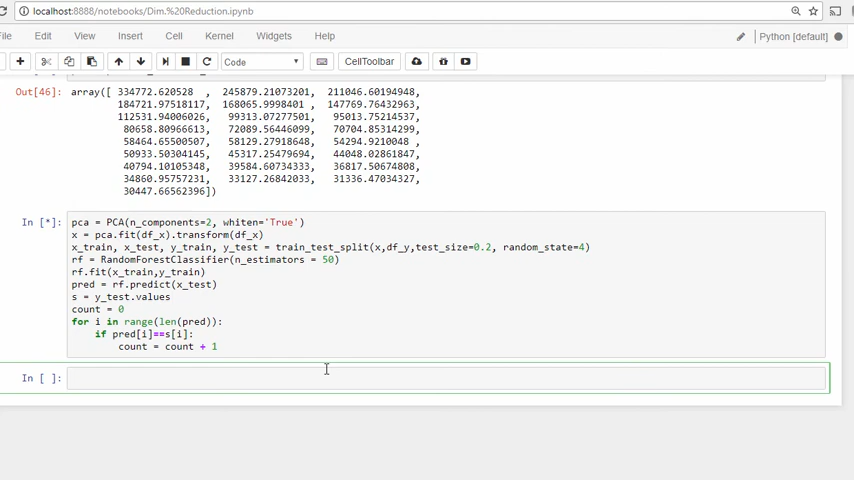 localhost:8888/notebooks/Dim.%20Reduction.ipynb
File Edit View Insert Cell Kernel Widgets Help Python [default]
Code CellToolbar
Out[46]: array([ 334772.620528 , 245879.21073201, 211046.60194948,
184721.97518117, 168065.9998401 , 147769.76432963,
112531.94006026, 99313.07277501, 95013.75214537,
80658.80966613, 72089.56446099, 70704.85314299,
58464.65500507, 58129.27918648, 54294.9210048 ,
50933.50304145, 45317.25479694, 44048.02861847,
40794.10105348, 39584.60734333, 36817.50674808,
34860.95757231, 33127.26842033, 31336.47034327,
30447.66562396])
In [*]: pca = PCA(n_components=2, whiten='True')
x = pca.fit(df_x).transform(df_x)
x_train, x_test, y_train, y_test = train_test_split(x,df_y,test_size=0.2, random_state=4)
rf = RandomForestClassifier(n_estimators = 50)
rf.fit(x_train,y_train)
pred = rf.predict(x_test)
s = y_test.values
count = 0
for i in range(len(pred)):
if pred[i]==s[i]:
count = count + 1
In [ ]: